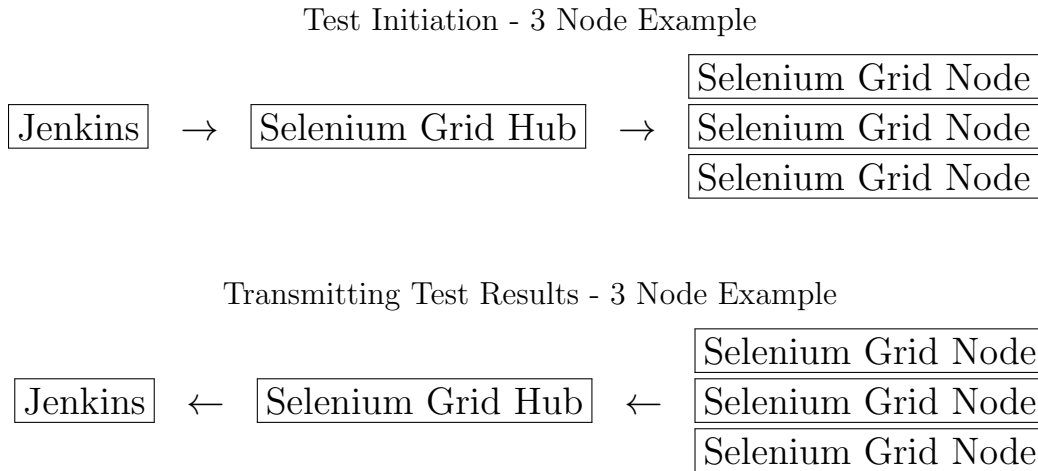 Test Initiation - 3 Node Example
Selenium Grid Node
Jenkins → Selenium Grid Hub → Selenium Grid Node
Selenium Grid Node
Transmitting Test Results - 3 Node Example
Selenium Grid Node
Jenkins ← Selenium Grid Hub ← Selenium Grid Node
Selenium Grid Node